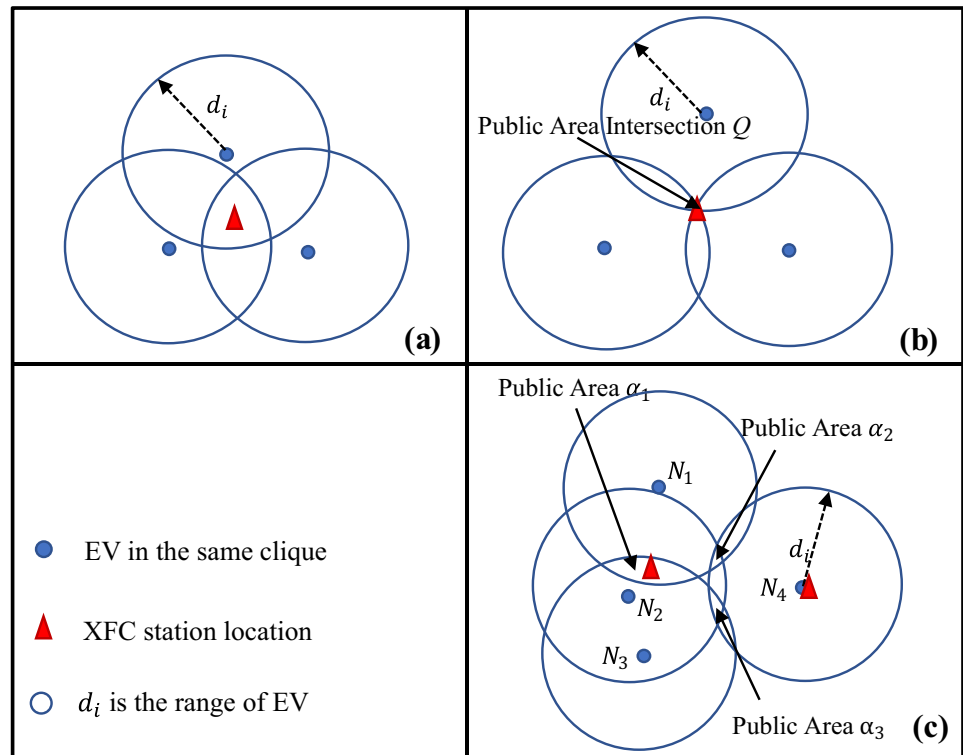 d_i
(a)
d_i
Public Area Intersection Q
(b)
EV in the same clique
XFC station location
d_i is the range of EV
Public Area α_1
Public Area α_2
N_1
d_i
N_4
N_2
N_3
Public Area α_3
(c)